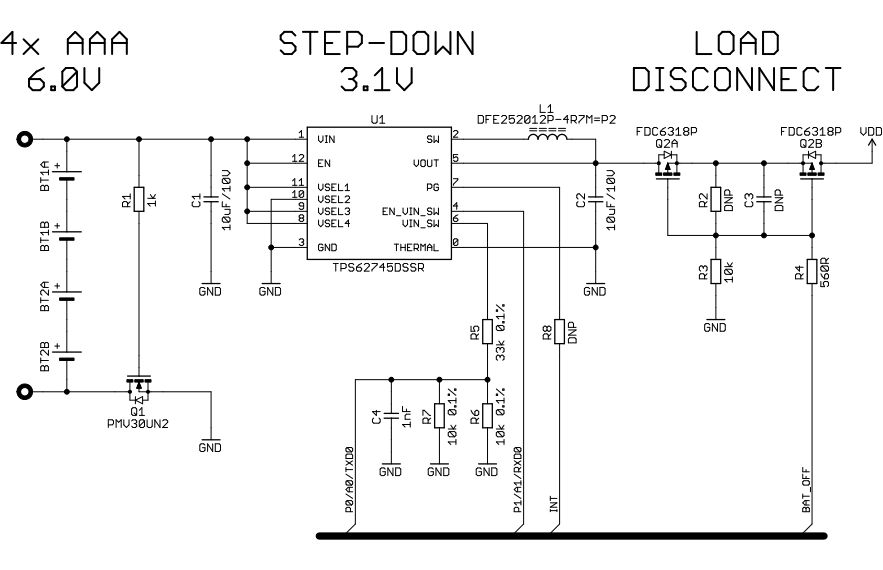 4x AAA
6.0V
STEP-DOWN
3.1V
LOAD
DISCONNECT
U1
1 VIN
12 EN
11 VSEL1
10 VSEL2
9 VSEL3
8 VSEL4
3 GND
SW 2
VOUT 5
PG 7
EN_VIN_SW 4
VIN_SW 6
THERMAL 0
TPS62745DSSR
L1
DFE252012P-4R7M=P2
FDC6318P
Q2A
FDC6318P
Q2B
VDD
BT1A +
BT1B +
BT2A +
BT2B +
R1
1k
C1
10uF/10V
GND
GND
Q1
PMV30UN2
GND
C2
10uF/10V
GND
R2
DNP
C3
DNP
R3
10k
GND
R4
560R
R5
33k 0.1%
R8
DNP
C4
1nF
GND
R7
10k 0.1%
GND
R6
10k 0.1%
GND
P0/A0/TXD0
P1/A1/RXD0
INT
BAT_OFF